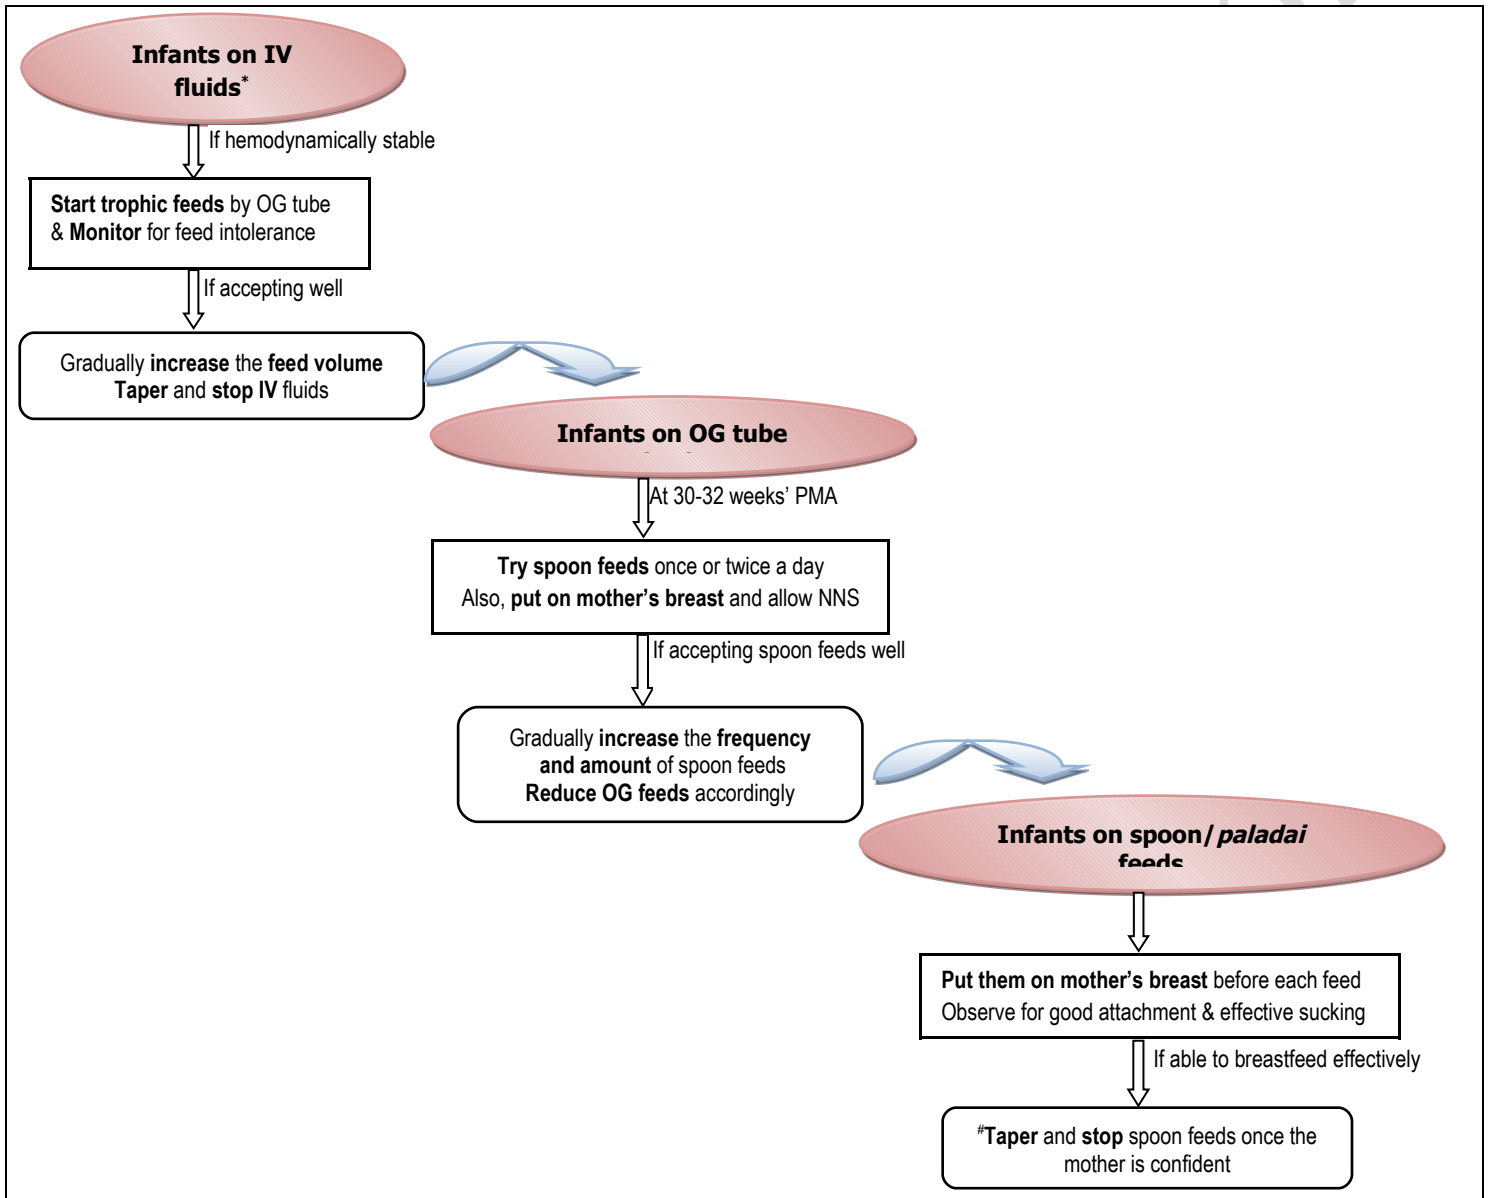 Infants on IV
fluids*
If hemodynamically stable
Start trophic feeds by OG tube
& Monitor for feed intolerance
If accepting well
Gradually increase the feed volume
Taper and stop IV fluids
Infants on OG tube
At 30-32 weeks’ PMA
Try spoon feeds once or twice a day
Also, put on mother’s breast and allow NNS
If accepting spoon feeds well
Gradually increase the frequency
and amount of spoon feeds
Reduce OG feeds accordingly
Infants on spoon/paladai
feeds
Put them on mother’s breast before each feed
Observe for good attachment & effective sucking
If able to breastfeed effectively
#Taper and stop spoon feeds once the
mother is confident